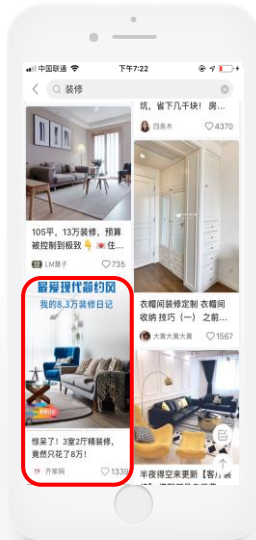 中国联通
下午7:22
装修
105平，13万装修，预算
被控制到极致👇 💌住...
LM慧子
735
最爱现代简约风
我的8.3万装修日记
惊呆了！3室2厅精装修，
竟然只花了8万！
齐家网
1339
坑，省下几千块！房...
四条木
4370
衣帽间装修定制 衣帽间
收纳 技巧（一） 之前...
大黄大黄大黄
1567
半夜得空来更新【客厅装